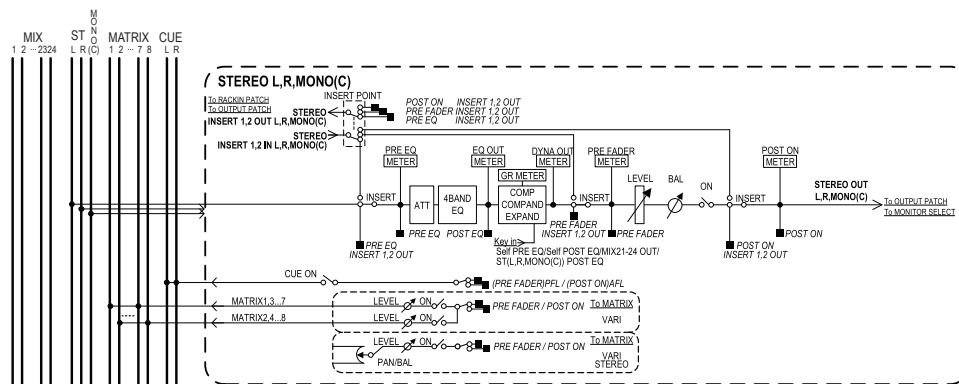 MIX
1 2 ··· 2324
ST
L R
MONO
(C)
MATRIX
1 2 ··· 7 8
CUE
L R
STEREO L,R,MONO(C)
To RACKIN PATCH
To OUTPUT PATCH
INSERT POINT
STEREO
INSERT 1,2 OUT L,R,MONO(C)
STEREO
INSERT 1,2 IN L,R,MONO(C)
POST ON INSERT 1,2 OUT
PRE FADER INSERT 1,2 OUT
PRE EQ INSERT 1,2 OUT
PRE EQ
METER
EQ OUT
METER
DYNA OUT
METER
PRE FADER
METER
POST ON
METER
GR METER
INSERT
ATT
4BAND
EQ
COMP
COMPAND
EXPAND
INSERT
LEVEL
BAL
ON
INSERT
STEREO OUT
L,R,MONO(C)
To OUTPUT PATCH
To MONITOR SELECT
PRE EQ
INSERT 1,2 OUT
PRE EQ
POST EQ
PRE FADER
INSERT 1,2 OUT
PRE FADER
POST ON
INSERT 1,2 OUT
POST ON
Key in
Self PRE EQ/Self POST EQ/MIX21-24 OUT/
ST(L,R,MONO(C)) POST EQ
CUE ON
(PRE FADER)PFL / (POST ON)AFL
MATRIX1,3...7
LEVEL
ON
PRE FADER / POST ON
To MATRIX
VARI
MATRIX2,4...8
LEVEL
ON
LEVEL
ON
PRE FADER / POST ON
To MATRIX
VARI
STEREO
PAN/BAL